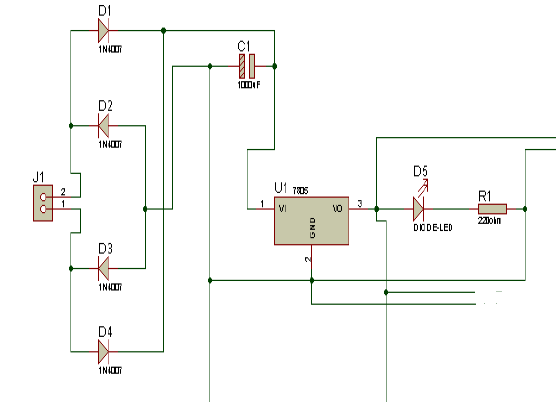 D1
1N4007
C1
1000uF
D2
1N4007
J1
2
1
D5
DIODE-LED
R1
220ohm
U1
7805
1
VI
VO
3
GND
2
D3
1N4007
D4
1N4007